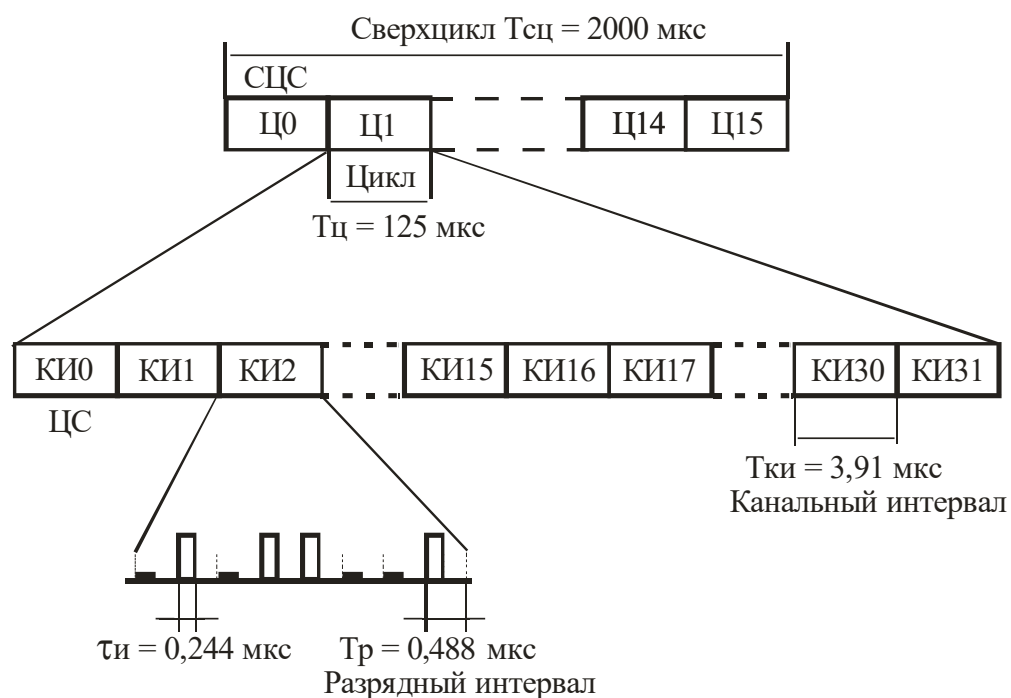 Сверхцикл Тсц = 2000 мкс
СЦС
Ц0 Ц1 Ц14 Ц15
Цикл
Тц = 125 мкс
КИ0 КИ1 КИ2 КИ15 КИ16 КИ17 КИ30 КИ31
ЦС
Тки = 3,91 мкс
Канальный интервал
τи = 0,244 мкс Тр = 0,488 мкс
Разрядный интервал